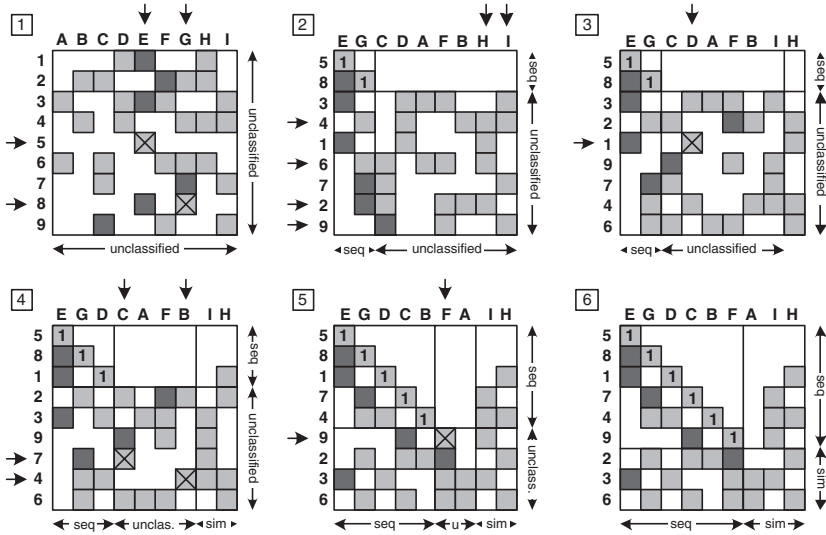 1
A B C D E F G H I
1
2
3
4
5
6
7
8
9
unclassified
unclassified
2
E G C D A F B H I
5 1
8 1
3
4
1
6
7
2
9
seq
unclassified
seq unclassified
3
E G C D A F B I H
5 1
8 1
3
2
1
9
7
4
6
seq
unclassified
seq unclassified
4
E G D C A F B I H
5 1
8 1
1 1
2
3
9
7
4
6
seq
unclassified
seq unclas. sim
5
E G D C B F A I H
5 1
8 1
1 1
7 1
4 1
9
2
3
6
seq
unclass.
seq u sim
6
E G D C B F A I H
5 1
8 1
1 1
7 1
4 1
9 1
2
3
6
seq
sim
seq sim